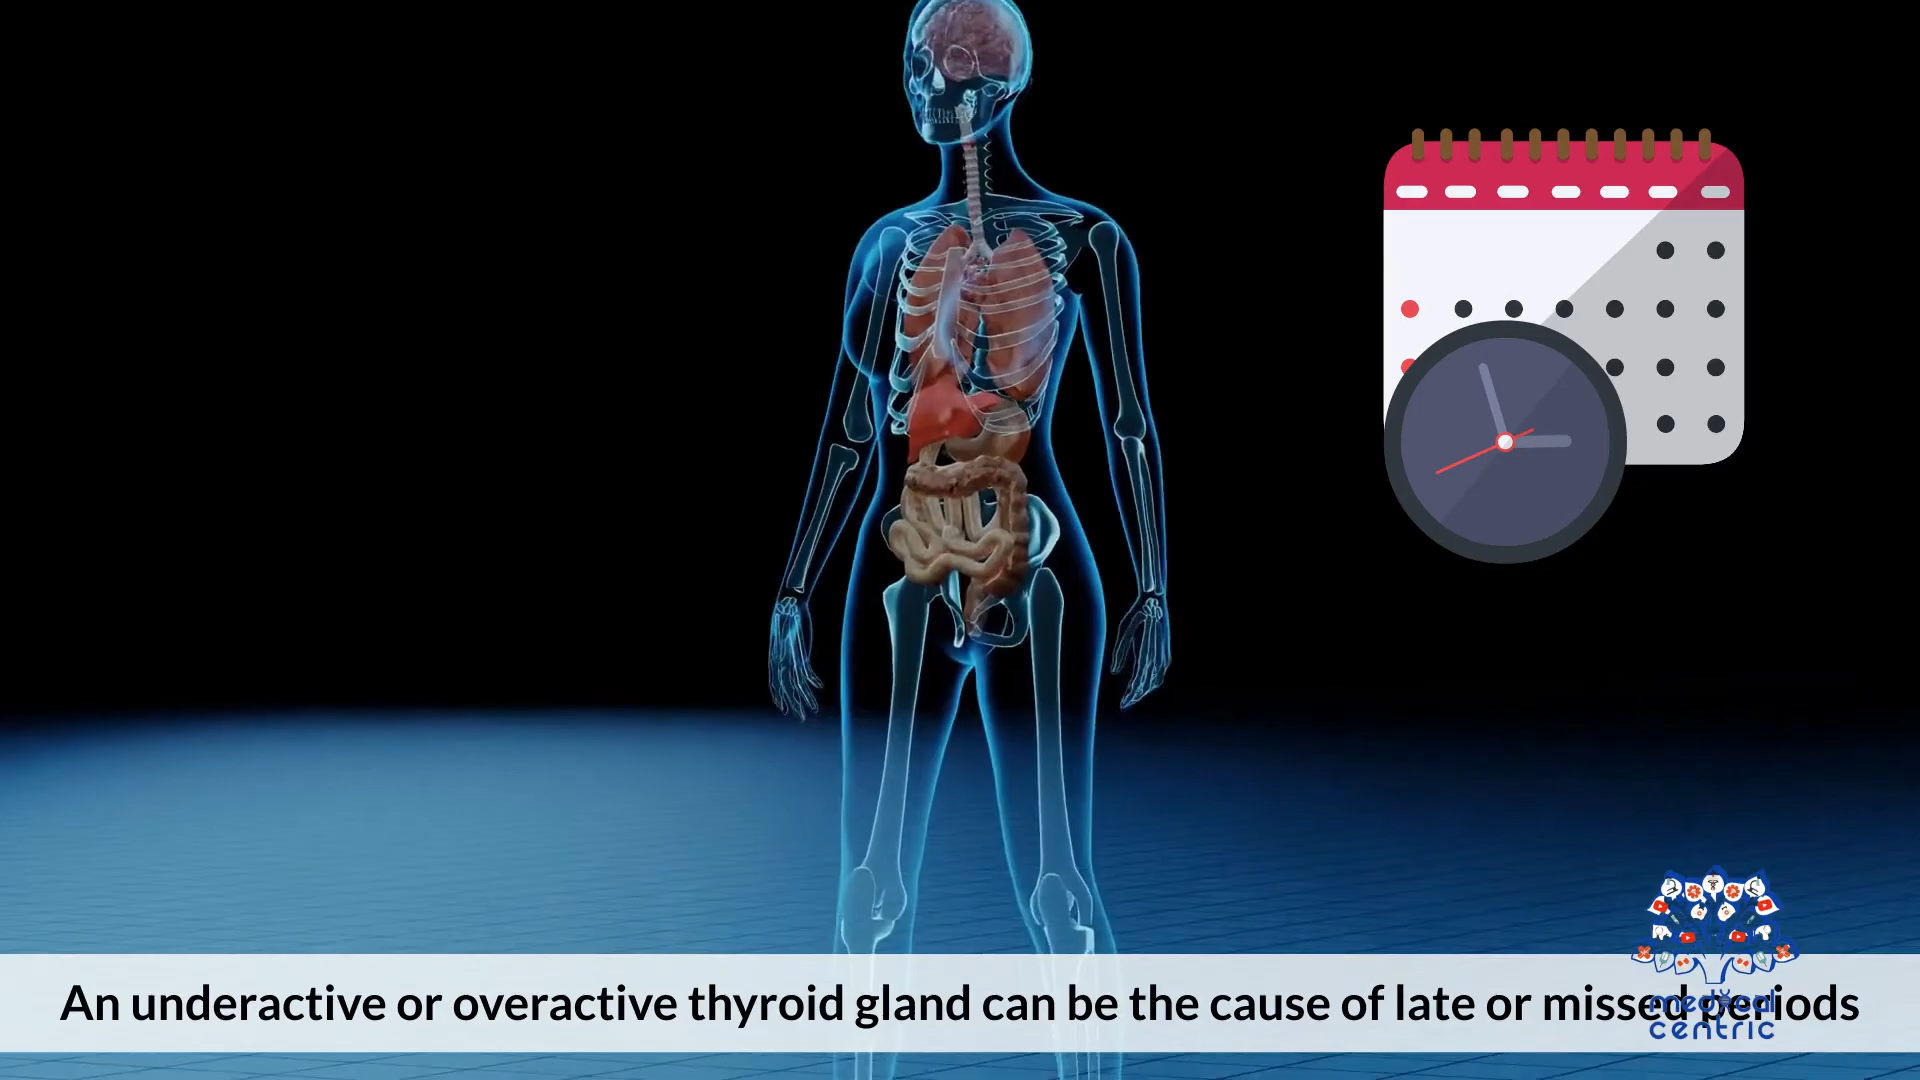 An underactive or overactive thyroid gland can be the cause of late or missed periods
medical
centric